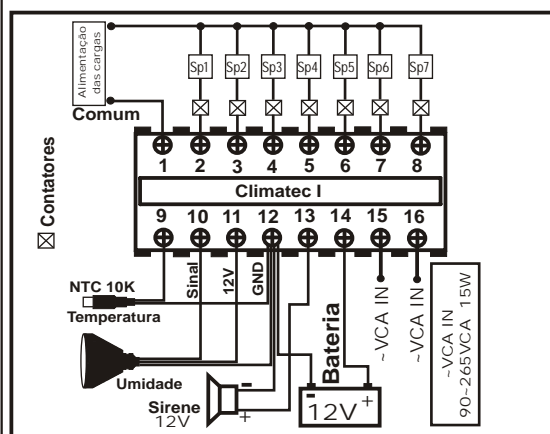 Alimentação
das cargas
Sp1 Sp2 Sp3 Sp4 Sp5 Sp6 Sp7
Comum
1 2 3 4 5 6 7 8
Contatores
Climatec I
9 10 11 12 13 14 15 16
NTC 10K
Temperatura
Sinal
12V
GND
Umidade
Sirene
12V
- +
Bateria
- +
12V
~VCA IN
~VCA IN
~VCA IN
90~265VCA 15W